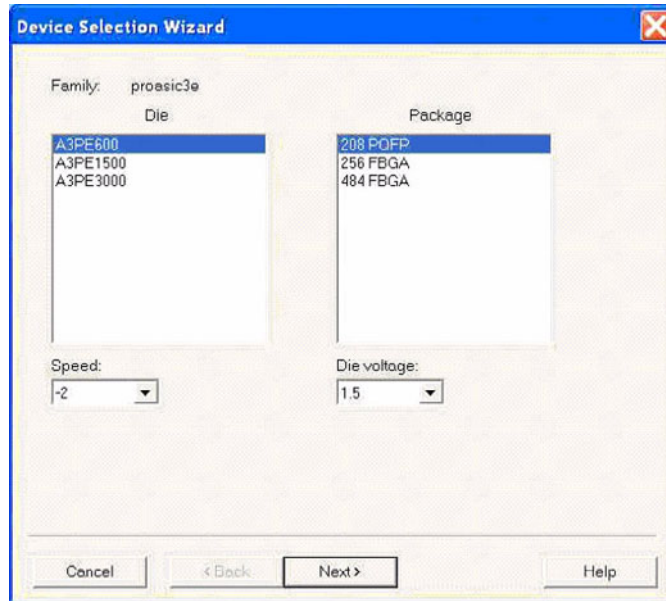 Device Selection Wizard
Family: proasic3e
Die
Package
A3PE600
A3PE1500
A3PE3000
208 PQFP
256 FBGA
484 FBGA
Speed:
-2
Die voltage:
1.5
Cancel
< Back
Next >
Help